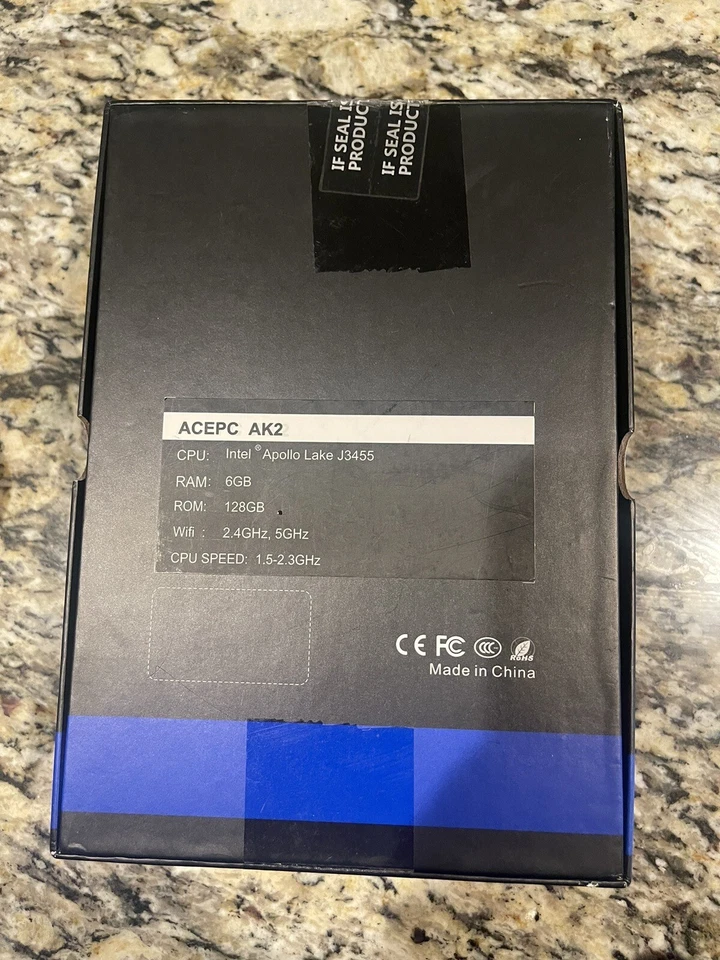 IF SEAL IS
PRODUCT
IF SEAL IS
PRODUCT
ACEPC AK2
CPU: Intel® Apollo Lake J3455
RAM: 6GB
ROM: 128GB
Wifi : 2.4GHz, 5GHz
CPU SPEED: 1.5-2.3GHz
CE FC CCC RoHS
Made in China